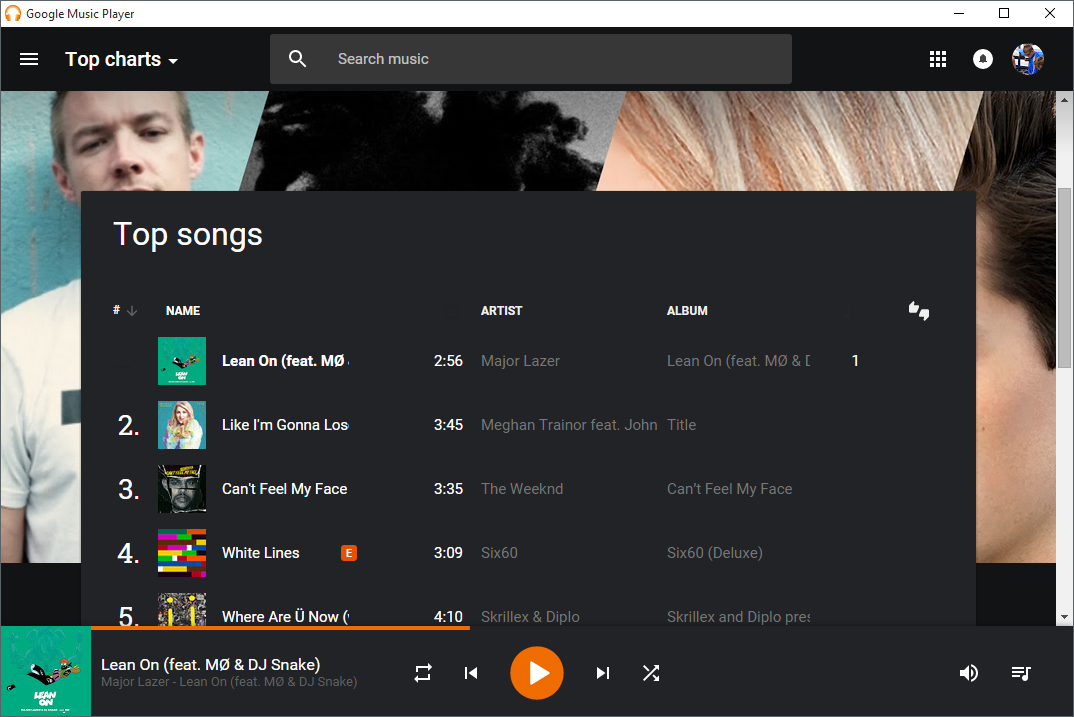 Google Music Player
Top charts
Search music
Top songs
# NAME ARTIST ALBUM
Lean On (feat. MØ 2:56 Major Lazer Lean On (feat. MØ & D 1
2. Like I'm Gonna Los 3:45 Meghan Trainor feat. John Title
3. Can't Feel My Face 3:35 The Weeknd Can't Feel My Face
4. White Lines E 3:09 Six60 Six60 (Deluxe)
5. Where Are Ü Now ( 4:10 Skrillex & Diplo Skrillex and Diplo pres
LEAN
ON
Lean On (feat. MØ & DJ Snake)
Major Lazer - Lean On (feat. MØ & DJ Snake)